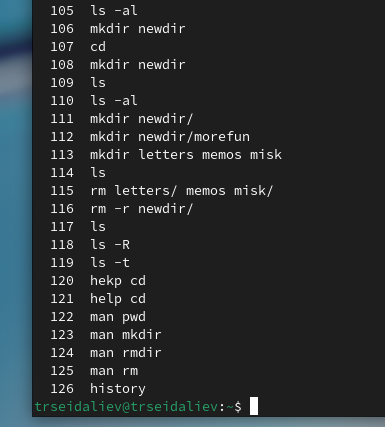 105 ls -al
106 mkdir newdir
107 cd
108 mkdir newdir
109 ls
110 ls -al
111 mkdir newdir/
112 mkdir newdir/morefun
113 mkdir letters memos misk
114 ls
115 rm letters/ memos misk/
116 rm -r newdir/
117 ls
118 ls -R
119 ls -t
120 hekp cd
121 help cd
122 man pwd
123 man mkdir
124 man rmdir
125 man rm
126 history
trseidaliev@trseidaliev:~$